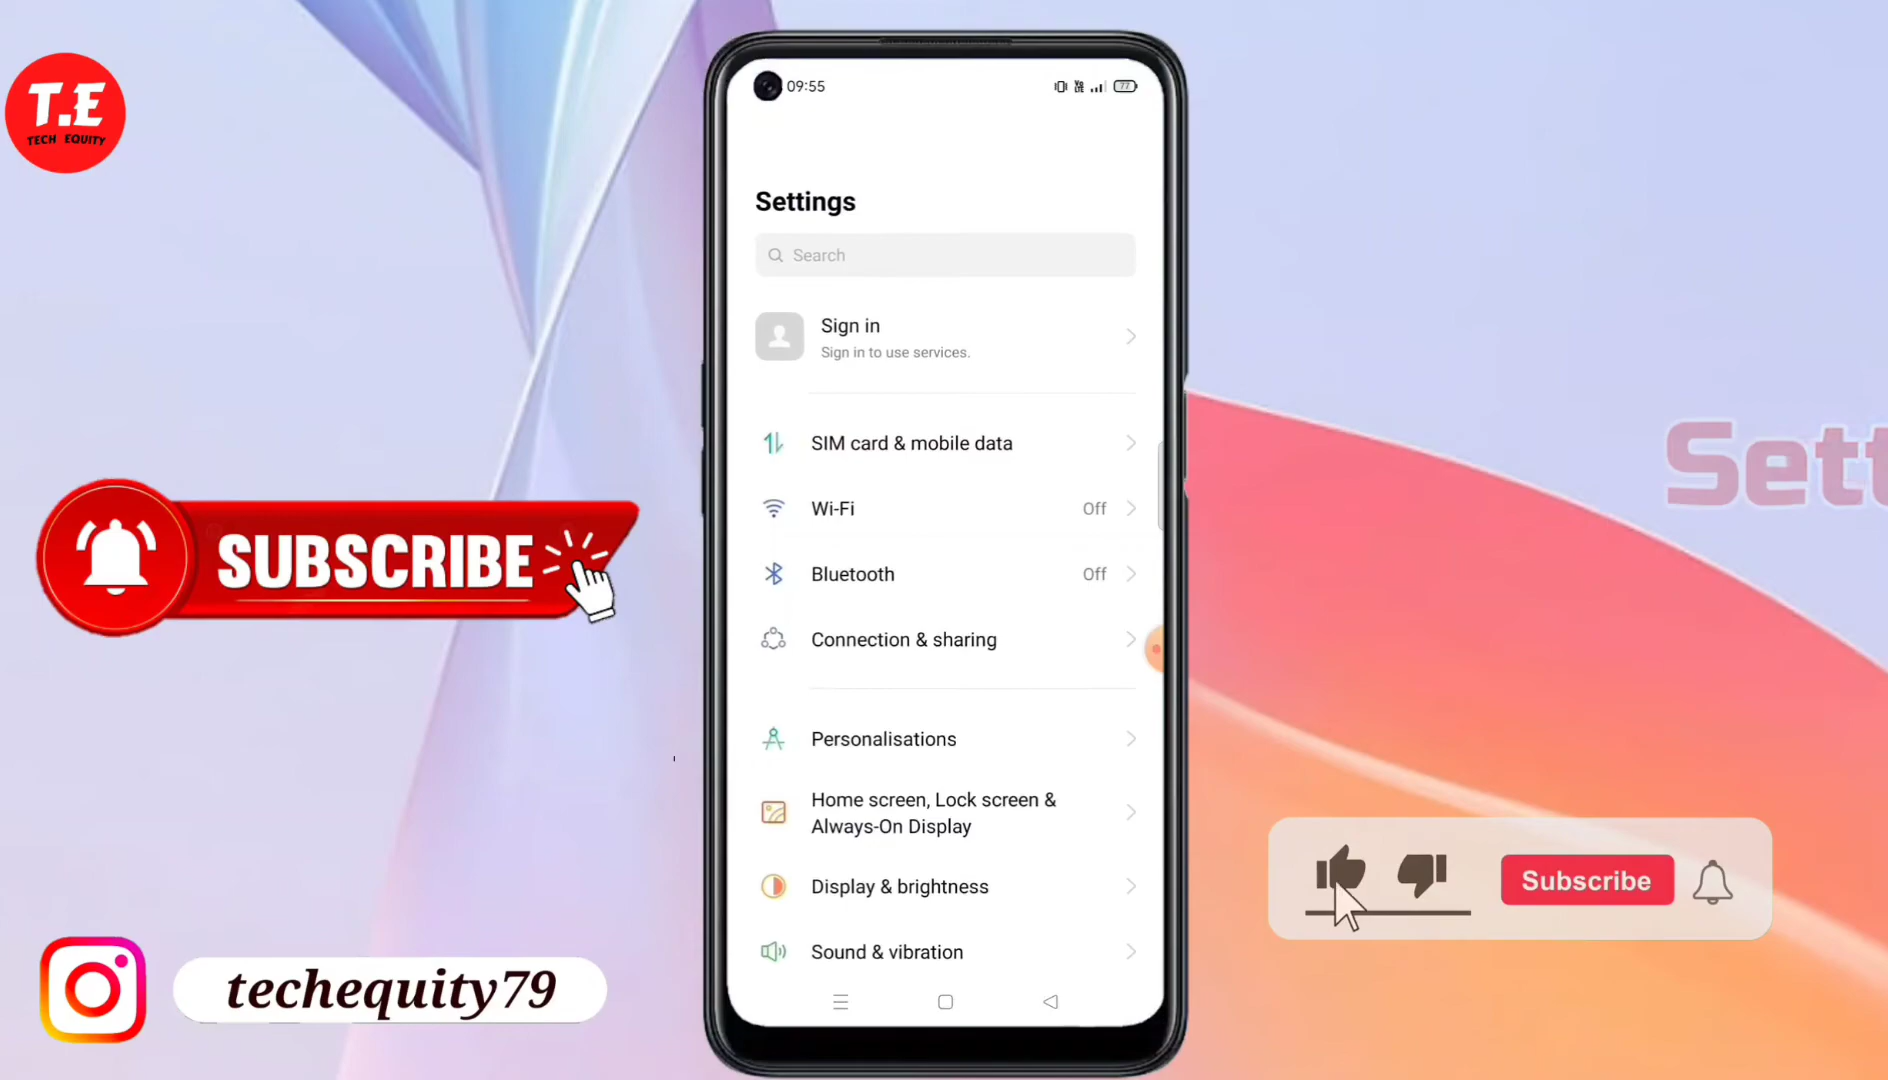 T.E
TECH EQUITY
09:55
77
Settings
Search
Sign in
Sign in to use services.
SIM card & mobile data
Wi-Fi
Off
Bluetooth
Off
Connection & sharing
Personalisations
Home screen, Lock screen &
Always-On Display
Display & brightness
Sound & vibration
SUBSCRIBE
techequity79
Sett
Subscribe